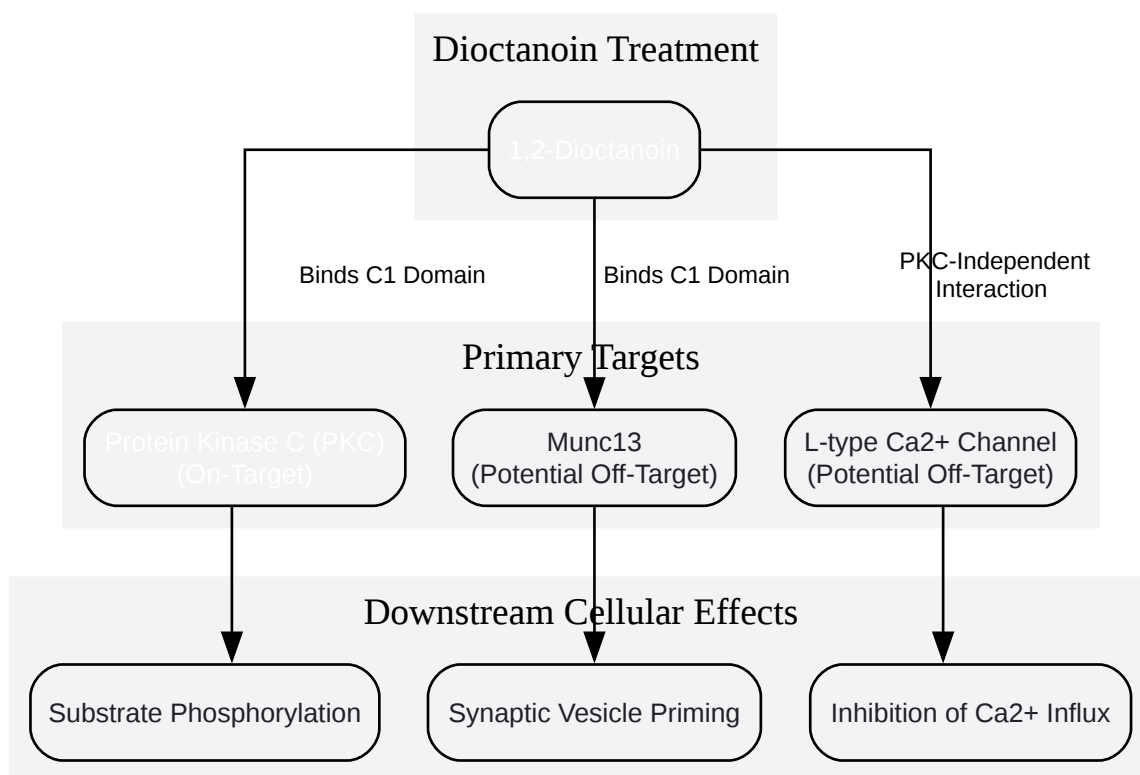 Dioctanoin Treatment
1,2-Dioctanoin
Binds C1 Domain
Binds C1 Domain
PKC-Independent
Interaction
Primary Targets
Protein Kinase C (PKC)
(On-Target)
Munc13
(Potential Off-Target)
L-type Ca2+ Channel
(Potential Off-Target)
Downstream Cellular Effects
Substrate Phosphorylation
Synaptic Vesicle Priming
Inhibition of Ca2+ Influx